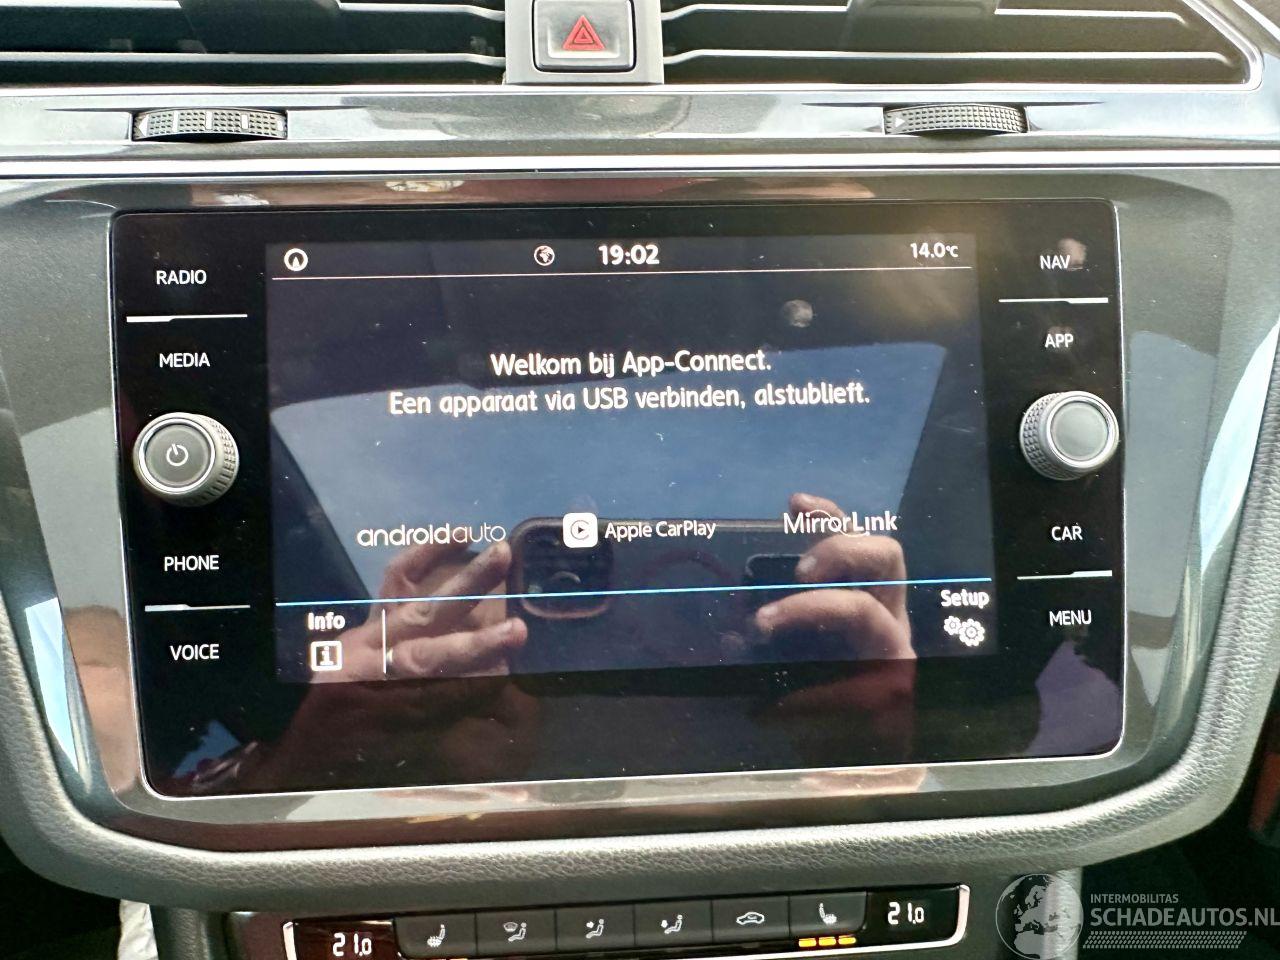 19:02
14.0°C
RADIO
NAV
MEDIA
APP
Welkom bij App-Connect.
Een apparaat via USB verbinden, alstublieft.
androidauto
Apple CarPlay
MirrorLink
PHONE
CAR
Info
Setup
VOICE
MENU
21.0
21.0
INTERMOBILITAS
SCHADEAUTOS.NL